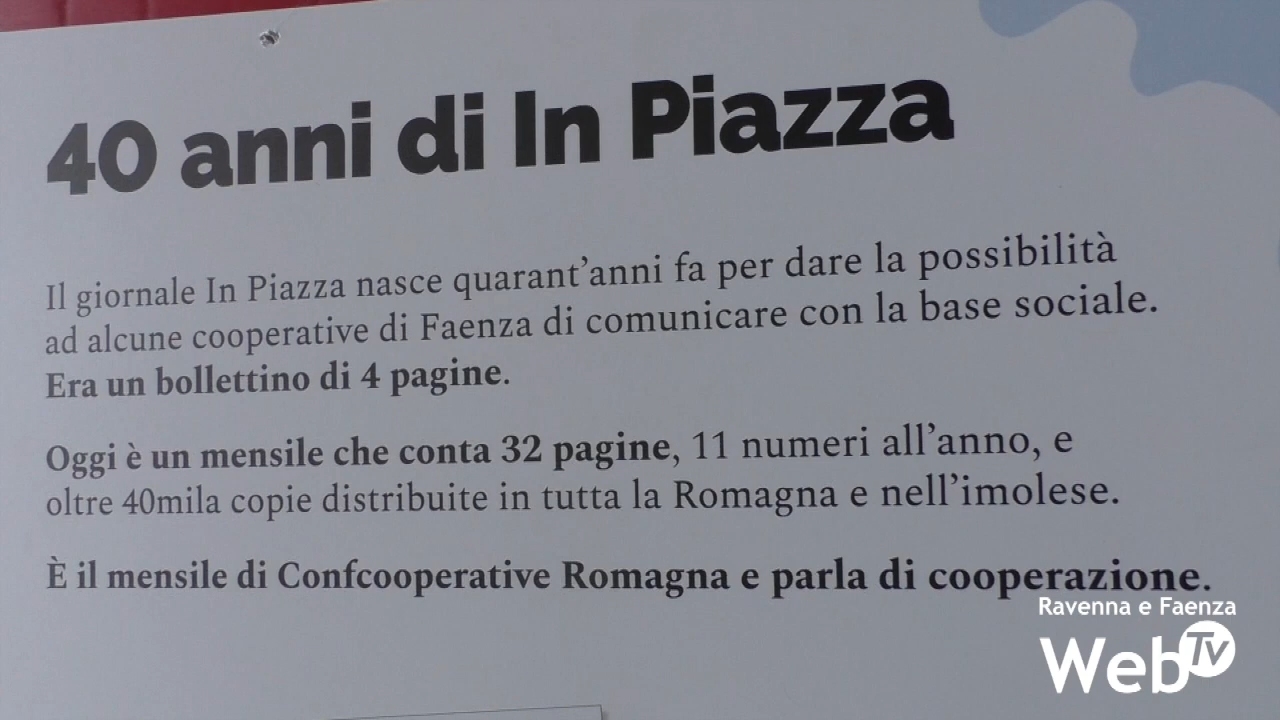 40 anni di In Piazza
Il giornale In Piazza nasce quarant’anni fa per dare la possibilità
ad alcune cooperative di Faenza di comunicare con la base sociale.
Era un bollettino di 4 pagine.
Oggi è un mensile che conta 32 pagine, 11 numeri all’anno, e
oltre 40mila copie distribuite in tutta la Romagna e nell’imolese.
È il mensile di Confcooperative Romagna e parla di cooperazione.
Ravenna e Faenza
Web Tv